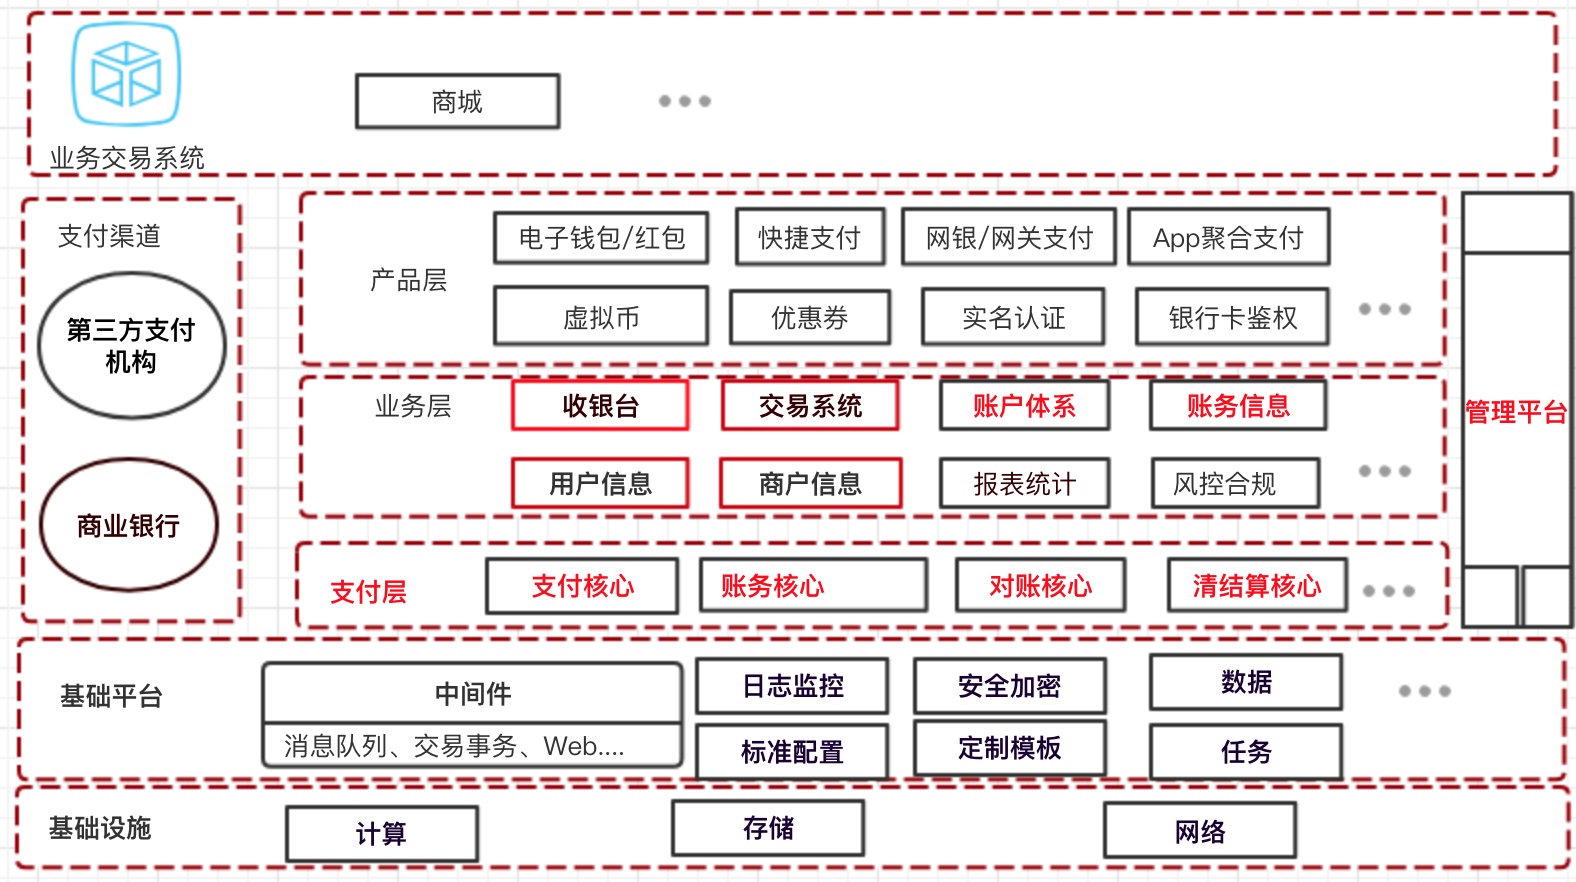 商城
业务交易系统
支付渠道
第三方支付
机构
商业银行
产品层
电子钱包/红包
快捷支付
网银/网关支付
App聚合支付
虚拟币
优惠券
实名认证
银行卡鉴权
业务层
收银台
交易系统
账户体系
账务信息
用户信息
商户信息
报表统计
风控合规
支付层
支付核心
账务核心
对账核心
清结算核心
管理平台
基础平台
中间件
消息队列、交易事务、Web....
日志监控
安全加密
数据
标准配置
定制模板
任务
基础设施
计算
存储
网络